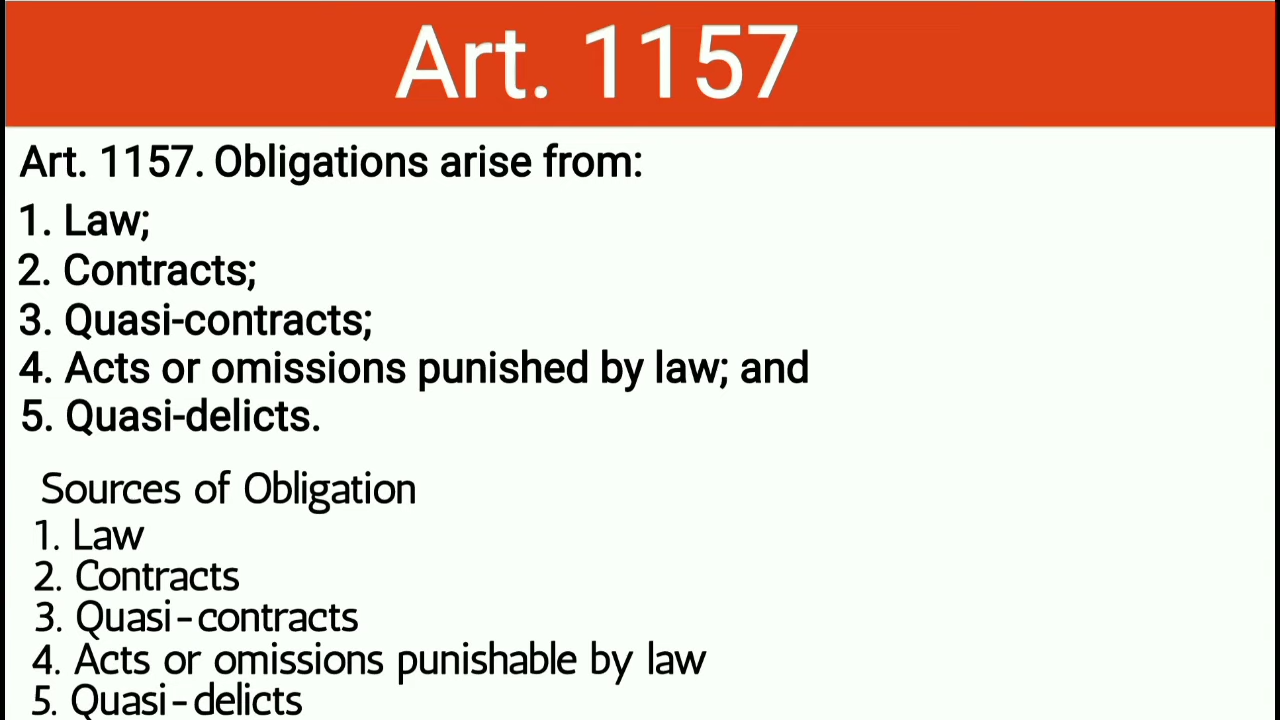 Art. 1157
Art. 1157. Obligations arise from:
1. Law;
2. Contracts;
3. Quasi-contracts;
4. Acts or omissions punished by law; and
5. Quasi-delicts.
Sources of Obligation
1. Law
2. Contracts
3. Quasi-contracts
4. Acts or omissions punishable by law
5. Quasi-delicts